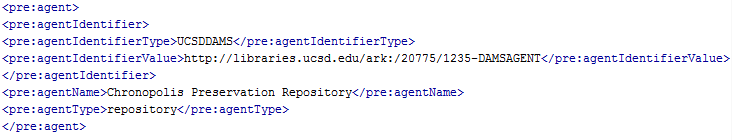 <pre:agent>
<pre:agentIdentifier>
<pre:agentIdentifierType>UCSDDAMS</pre:agentIdentifierType>
<pre:agentIdentifierValue>http://libraries.ucsd.edu/ark:/20775/1235-DAMSAGENT</pre:agentIdentifierValue>
</pre:agentIdentifier>
<pre:agentName>Chronopolis Preservation Repository</pre:agentName>
<pre:agentType>repository</pre:agentType>
</pre:agent>